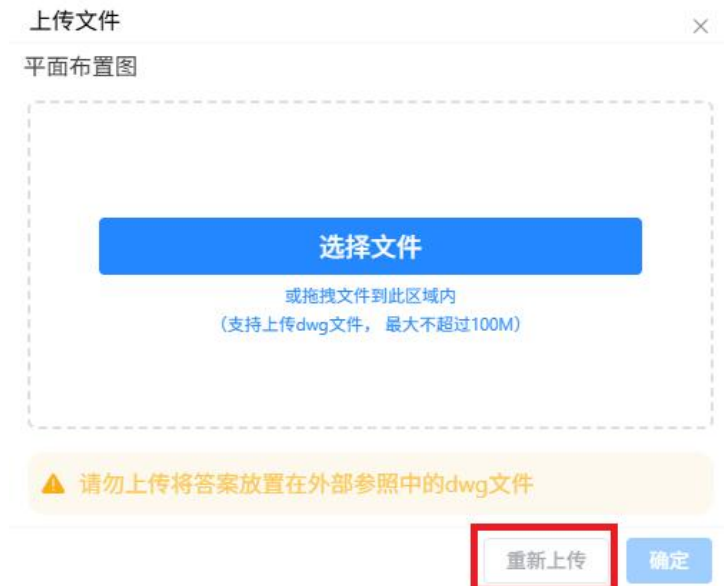 上传文件
平面布置图
选择文件
或拖拽文件到此区域内
（支持上传dwg文件， 最大不超过100M）
请勿上传将答案放置在外部参照中的dwg文件
重新上传
确定